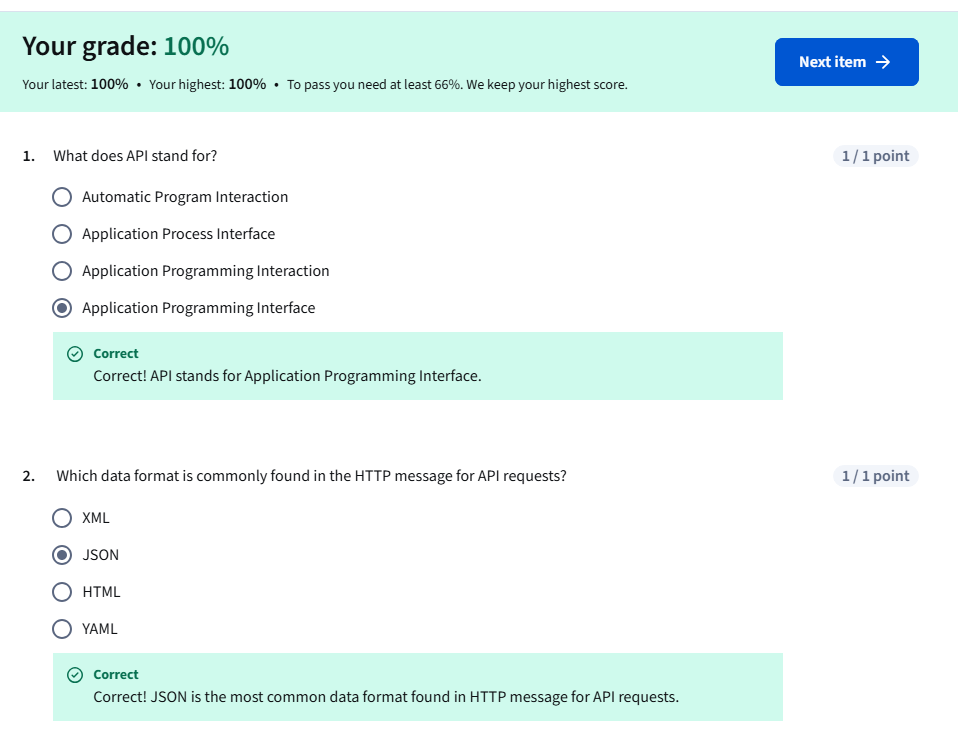 Your grade: 100%
Your latest: 100% • Your highest: 100% • To pass you need at least 66%. We keep your highest score.
Next item →
1. What does API stand for?
1 / 1 point
Automatic Program Interaction
Application Process Interface
Application Programming Interaction
Application Programming Interface
Correct
Correct! API stands for Application Programming Interface.
2. Which data format is commonly found in the HTTP message for API requests?
1 / 1 point
XML
JSON
HTML
YAML
Correct
Correct! JSON is the most common data format found in HTTP message for API requests.